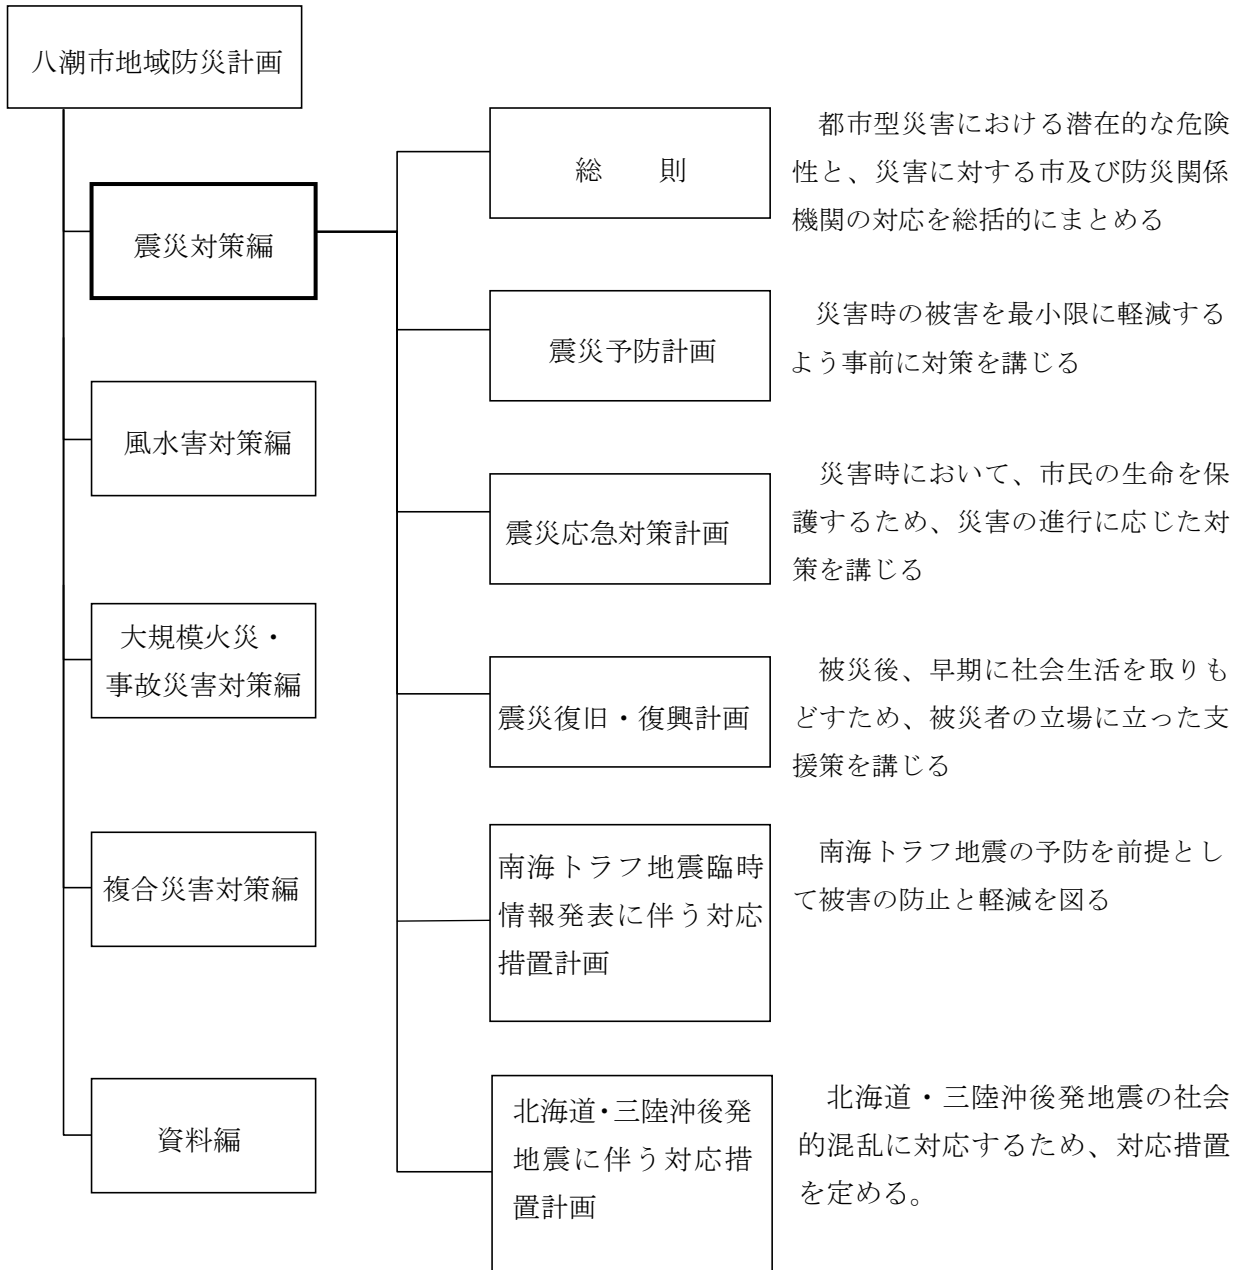 八潮市地域防災計画
震災対策編
風水害対策編
大規模火災・
事故災害対策編
複合災害対策編
資料編
総　則
都市型災害における潜在的な危険
性と、災害に対する市及び防災関係
機関の対応を総括的にまとめる
震災予防計画
災害時の被害を最小限に軽減する
よう事前に対策を講じる
震災応急対策計画
災害時において、市民の生命を保
護するため、災害の進行に応じた対
策を講じる
震災復旧・復興計画
被災後、早期に社会生活を取りも
どすため、被災者の立場に立った支
援策を講じる
南海トラフ地震臨時
情報発表に伴う対応
措置計画
南海トラフ地震の予防を前提とし
て被害の防止と軽減を図る
北海道・三陸沖後発
地震に伴う対応措
置計画
北海道・三陸沖後発地震の社会
的混乱に対応するため、対応措置
を定める。